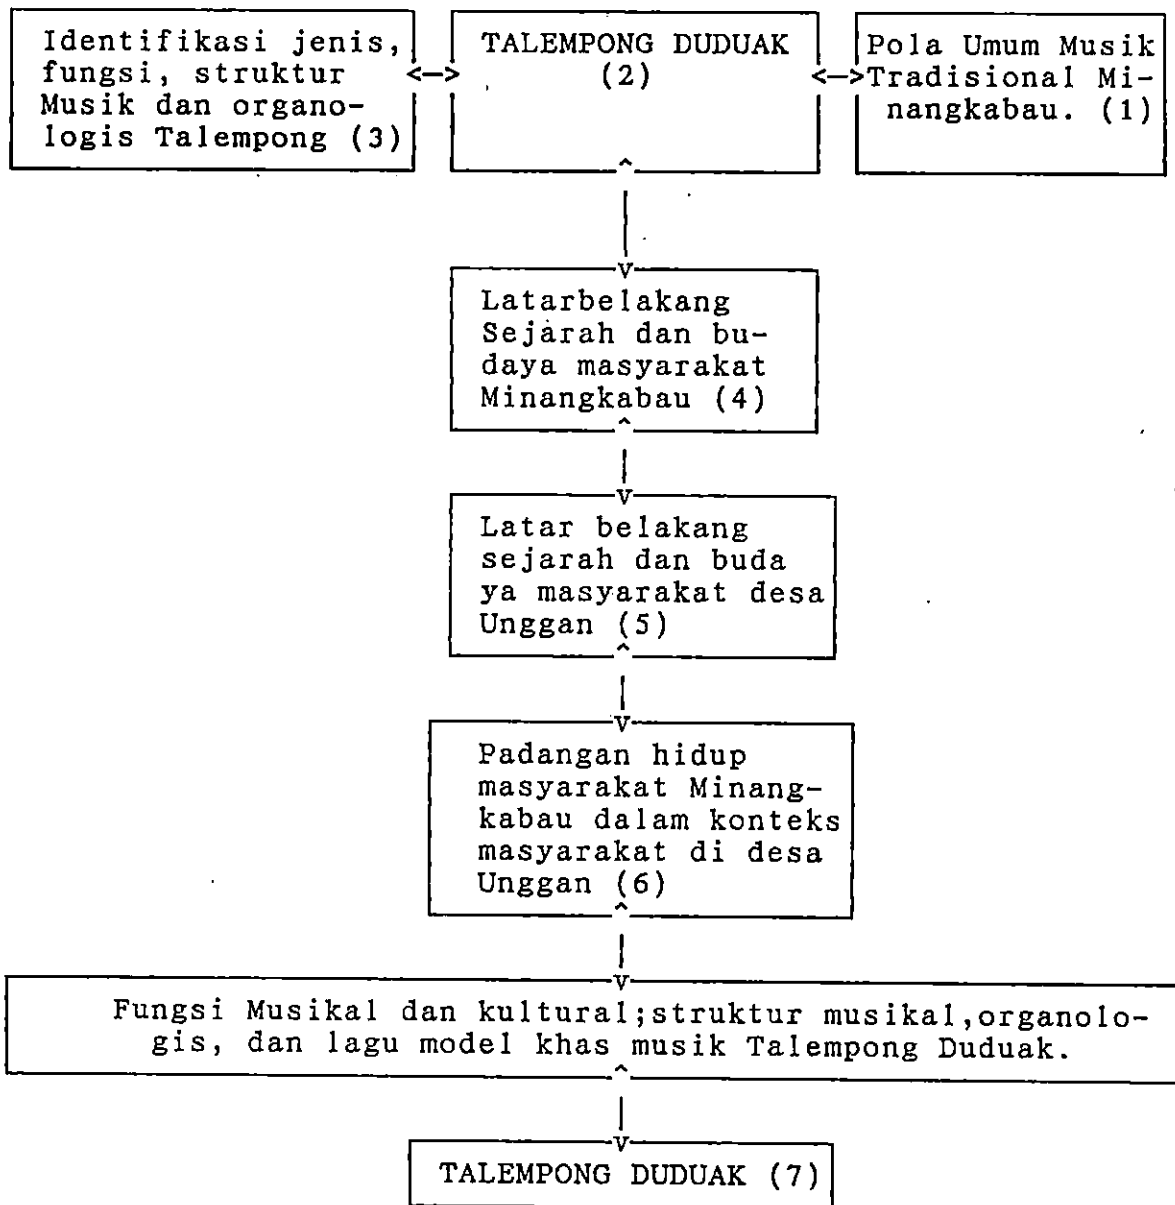 Identifikasi jenis,
fungsi, struktur
Musik dan organo-
logis Talempong (3)
<—>
TALEMPONG DUDUAK
(2)
<—>
Pola Umum Musik
Tradisional Mi-
nangkabau. (1)
^
V
Latarbelakang
Sejarah dan bu-
daya masyarakat
Minangkabau (4)
^
V
Latar belakang
sejarah dan buda
ya masyarakat desa
Unggan (5)
^
V
Padangan hidup
masyarakat Minang-
kabau dalam konteks
masyarakat di desa
Unggan (6)
^
V
Fungsi Musikal dan kultural;struktur musikal,organolo-
gis, dan lagu model khas musik Talempong Duduak.
^
V
TALEMPONG DUDUAK (7)